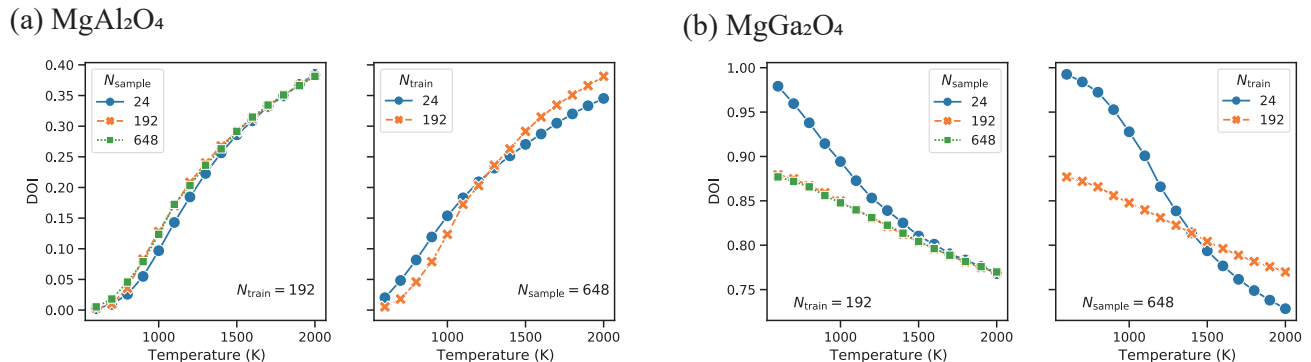 (a) MgAl₂O₄
(b) MgGa₂O₄
DOI
0.40
0.35
0.30
0.25
0.20
0.15
0.10
0.05
0.00
N_sample
24
192
648
N_train = 192
1000 1500 2000
Temperature (K)
N_train
24
192
N_sample = 648
1000 1500 2000
Temperature (K)
DOI
1.00
0.95
0.90
0.85
0.80
0.75
N_sample
24
192
648
N_train = 192
1000 1500 2000
Temperature (K)
N_train
24
192
N_sample = 648
1000 1500 2000
Temperature (K)